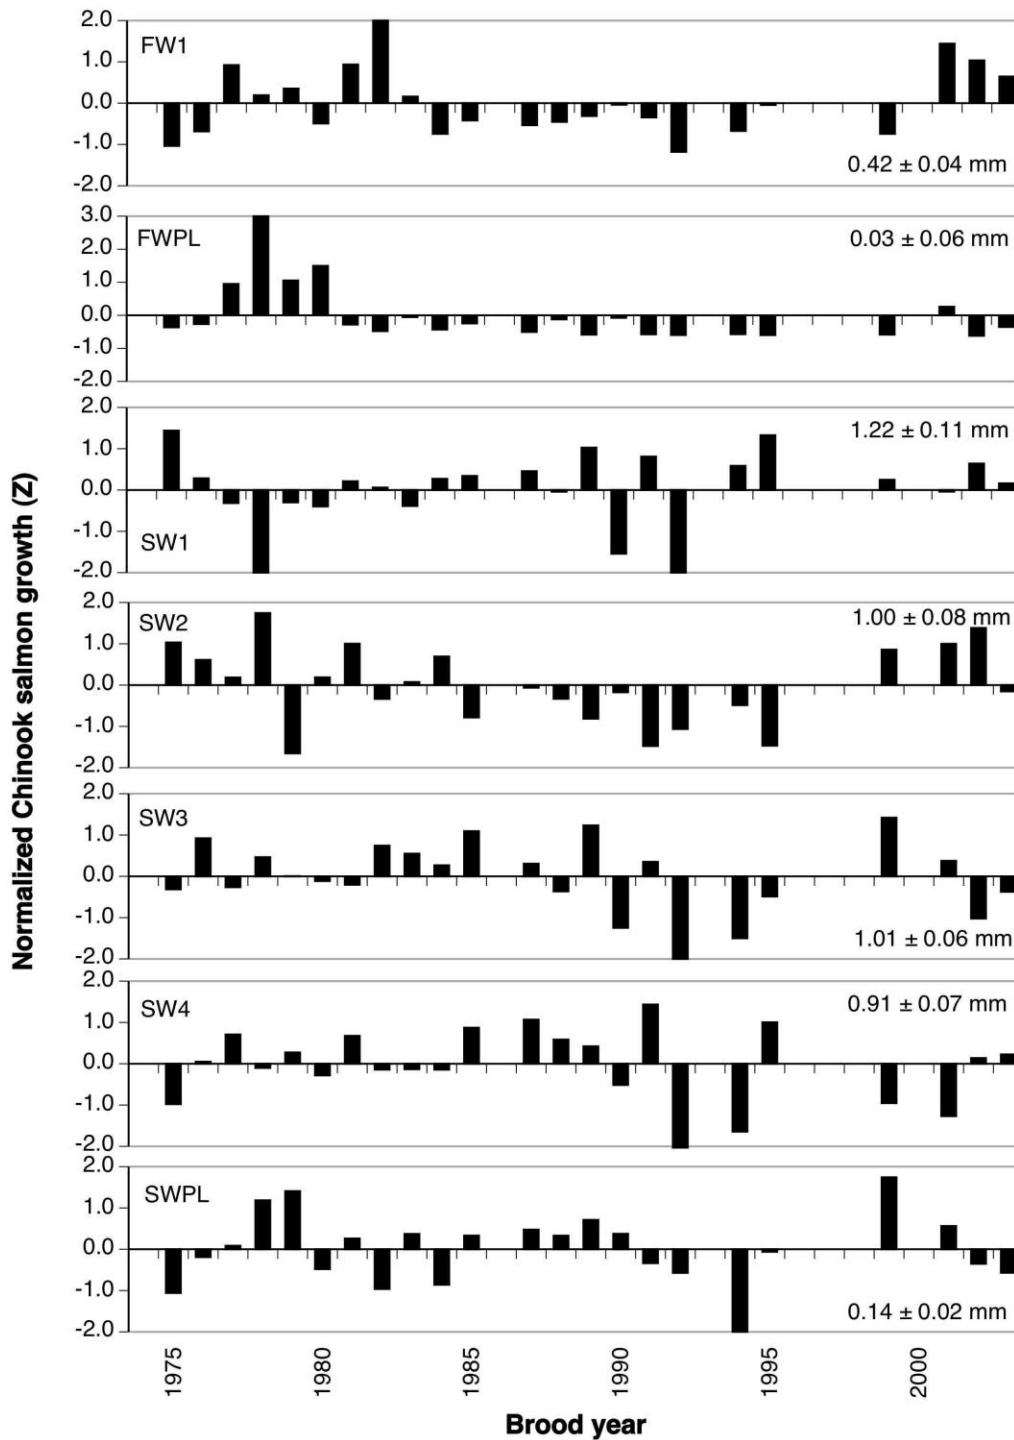 2.0
FW1
1.0
0.0
-1.0
0.42 ± 0.04 mm
-2.0
3.0
FWPL
0.03 ± 0.06 mm
2.0
1.0
0.0
-1.0
-2.0
2.0
1.22 ± 0.11 mm
1.0
0.0
-1.0
SW1
-2.0
2.0
SW2
1.00 ± 0.08 mm
1.0
0.0
-1.0
-2.0
2.0
SW3
1.0
0.0
-1.0
1.01 ± 0.06 mm
-2.0
2.0
SW4
0.91 ± 0.07 mm
1.0
0.0
-1.0
-2.0
2.0
SWPL
1.0
0.0
-1.0
0.14 ± 0.02 mm
-2.0
Normalized Chinook salmon growth (Z)
1975
1980
1985
1990
1995
2000
Brood year